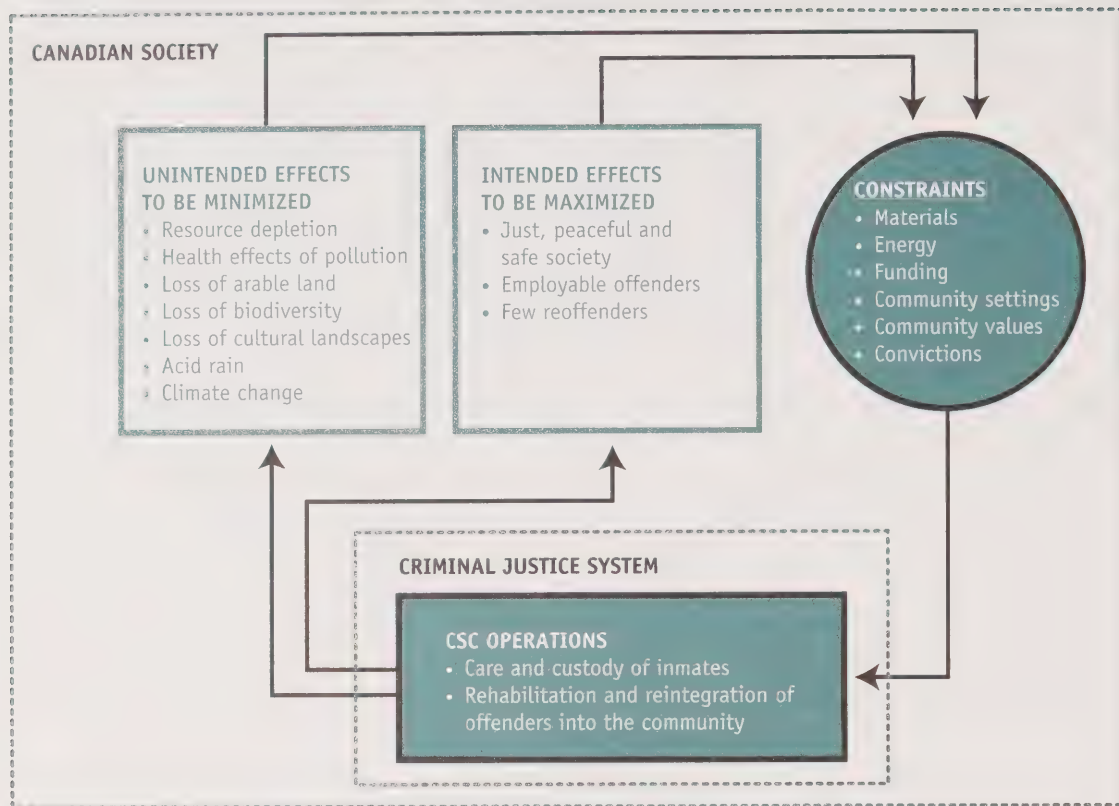 CANADIAN SOCIETY
UNINTENDED EFFECTS
TO BE MINIMIZED
• Resource depletion
• Health effects of pollution
• Loss of arable land
• Loss of biodiversity
• Loss of cultural landscapes
• Acid rain
• Climate change
INTENDED EFFECTS
TO BE MAXIMIZED
• Just, peaceful and
safe society
• Employable offenders
• Few reoffenders
CONSTRAINTS
• Materials
• Energy
• Funding
• Community settings
• Community values
• Convictions
CRIMINAL JUSTICE SYSTEM
CSC OPERATIONS
• Care and custody of inmates
• Rehabilitation and reintegration of
offenders into the community